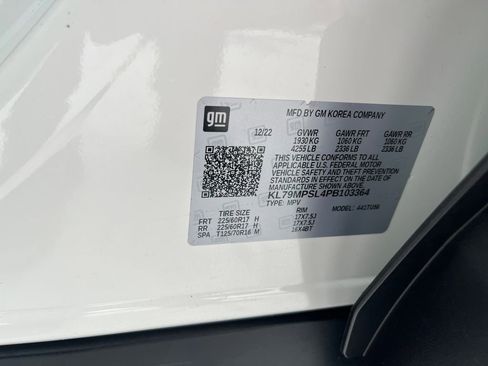 gm
MFD BY GM KOREA COMPANY
12/22 GVWR GAWR FRT GAWR RR
1930 KG 1060 KG 1060 KG
4255 LB 2336 LB 2336 LB
THIS VEHICLE CONFORMS TO ALL
APPLICABLE U.S. FEDERAL MOTOR
VEHICLE SAFETY AND THEFT PREVENTION
STANDARDS IN EFFECT ON THE DATE OF
MANUFACTURE SHOWN ABOVE.
KL79MPSL4PB103364
TYPE: MPV MODEL:
TIRE SIZE RIM
FRT 225/60R17 H 17X7.5J
RR 225/60R17 H 17X7.5J
SPA T125/70R16 M 16X4BT